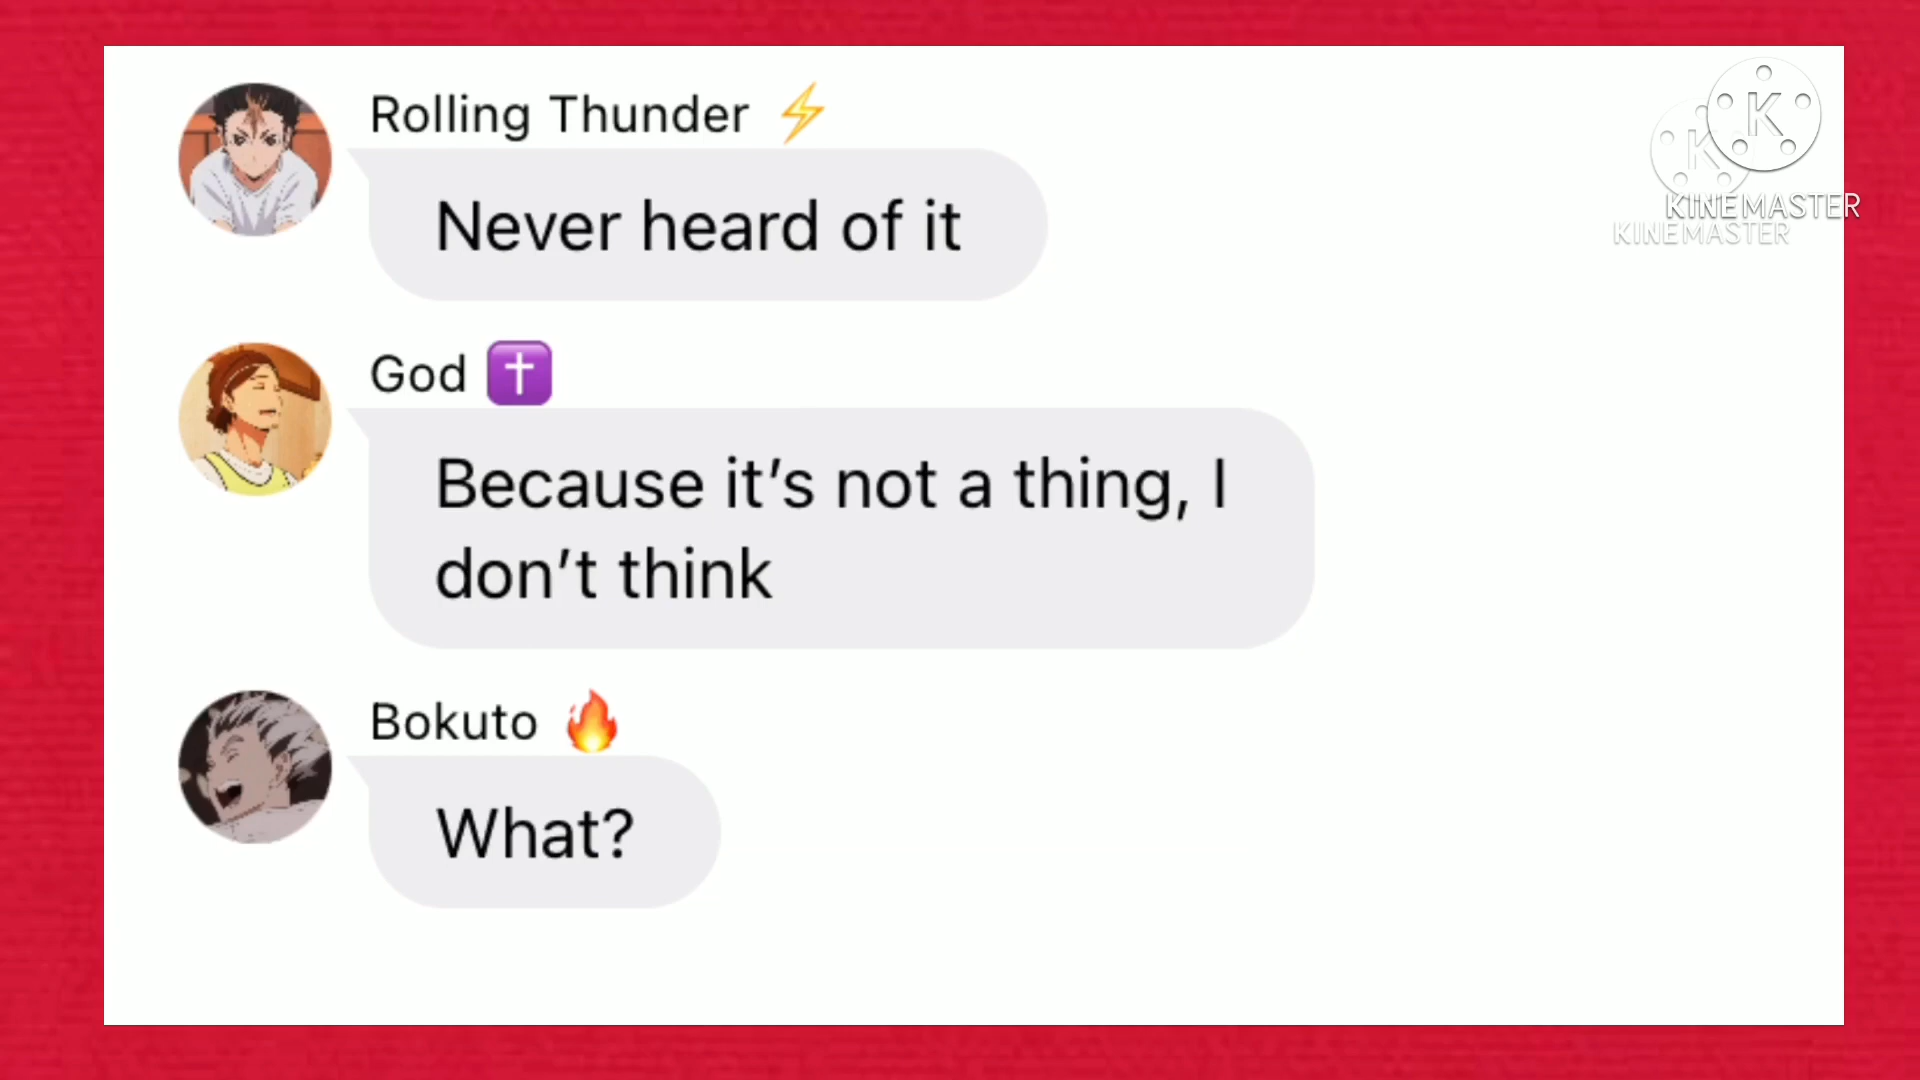 Rolling Thunder ⚡
Never heard of it
God ✝️
Because it’s not a thing, I
don’t think
Bokuto 🔥
What?
K
KINEMASTER
K
KINEMASTER